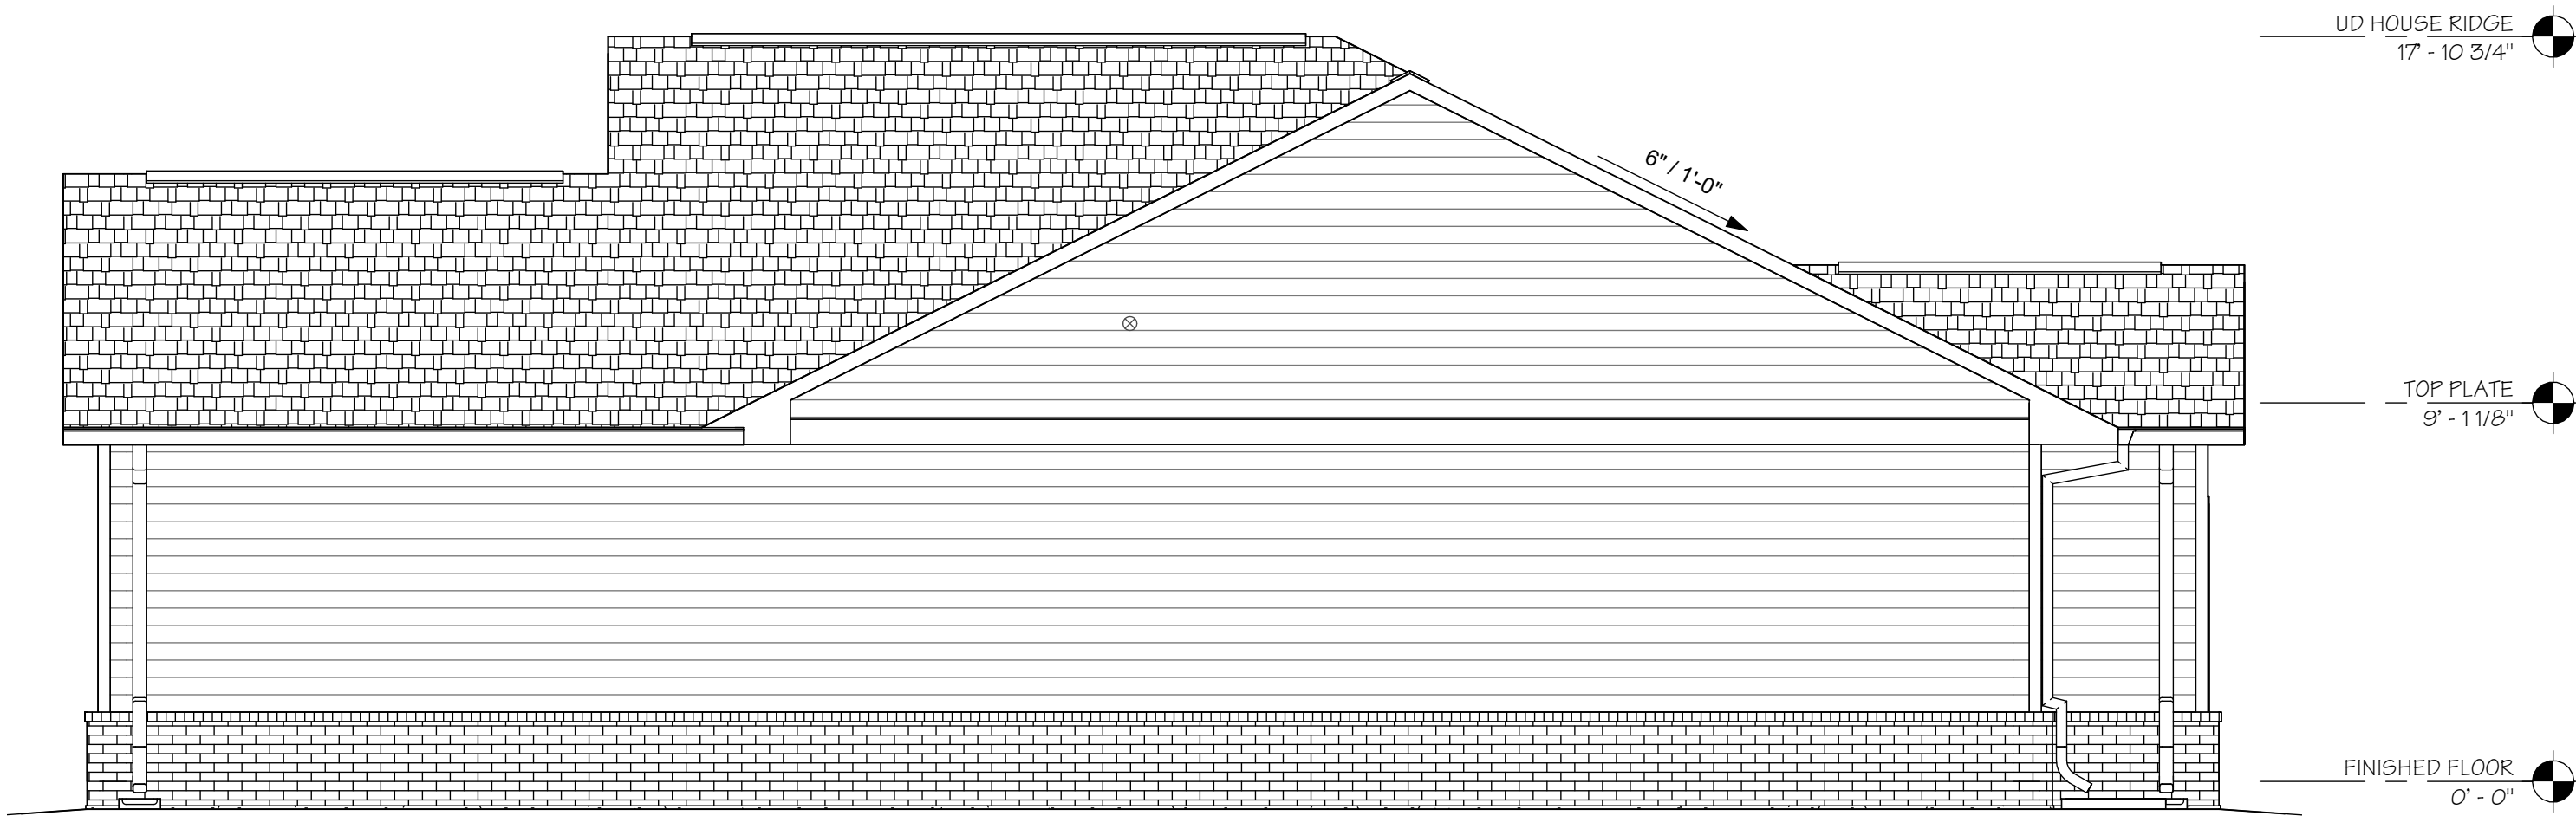 UD HOUSE RIDGE
17' - 10 3/4"
6" / 1'-0"
TOP PLATE
9' - 1 1/8"
FINISHED FLOOR
0' - 0"